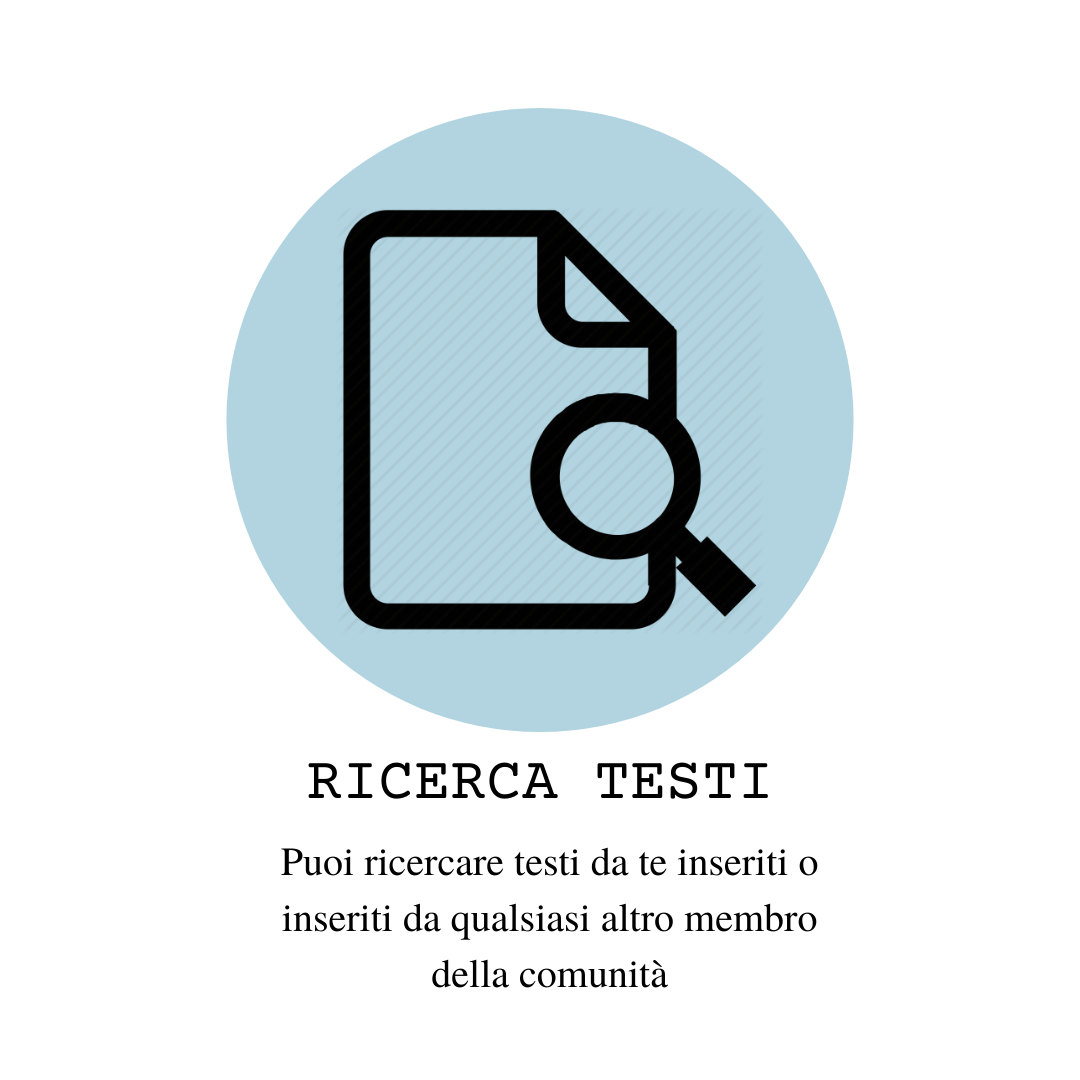 RICERCA TESTI
Puoi ricercare testi da te inseriti o
inseriti da qualsiasi altro membro
della comunità